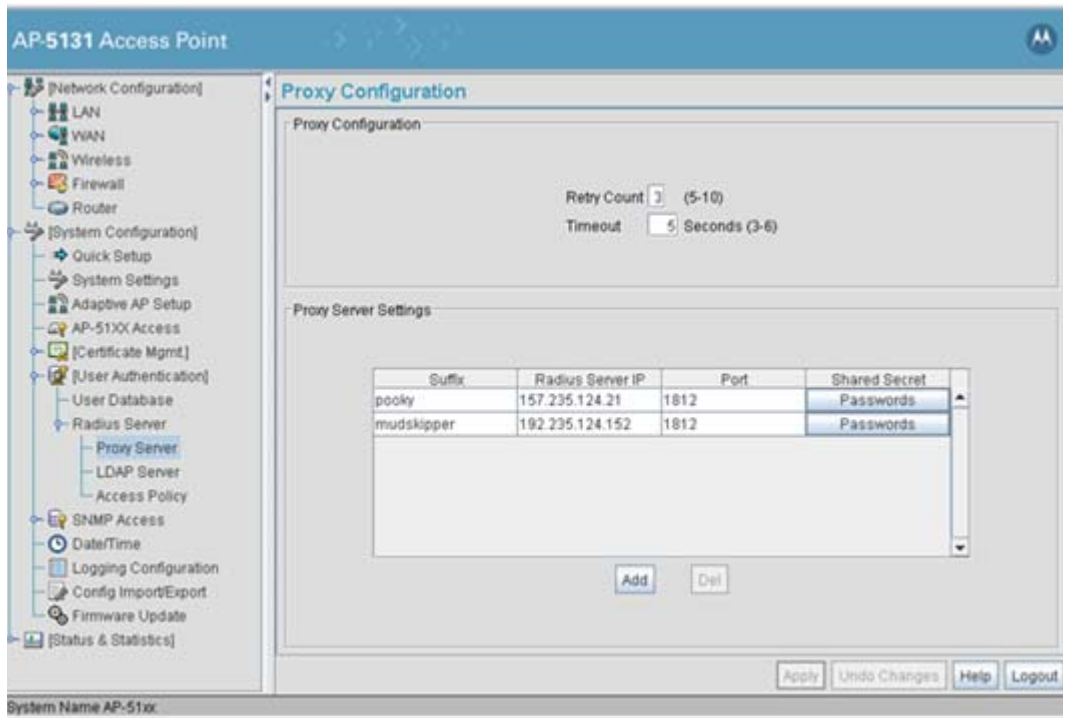 AP-5131 Access Point
[Network Configuration]
LAN
WAN
Wireless
Firewall
Router
[System Configuration]
Quick Setup
System Settings
Adaptive AP Setup
AP-51XX Access
[Certificate Mgmt.]
[User Authentication]
User Database
Radius Server
Proxy Server
LDAP Server
Access Policy
SNMP Access
Date/Time
Logging Configuration
Config Import/Export
Firmware Update
[Status & Statistics]
Proxy Configuration
Proxy Configuration
Retry Count 3 (5-10)
Timeout 5 Seconds (3-6)
Proxy Server Settings
Suffix Radius Server IP Port Shared Secret
pooky 157.235.124.21 1812 Passwords
mudskipper 192.235.124.152 1812 Passwords
Add Del
Apply Undo Changes Help Logout
System Name AP-51xx